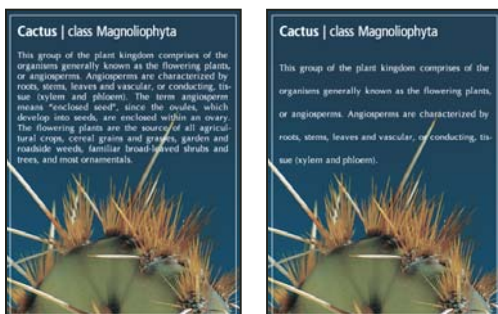 Cactus | class Magnoliophyta
This group of the plant kingdom comprises of the
organisms generally known as the flowering plants,
or angiosperms. Angiosperms are characterized by
roots, stems, leaves and vascular, or conducting, tis-
sue (xylem and phloem). The term angiosperm
means "enclosed seed", since the ovules, which
develop into seeds, are enclosed within an ovary.
The flowering plants are the source of all agricul-
tural crops, cereal grains and grasses, garden and
roadside weeds, familiar broad-leaved shrubs and
trees, and most ornamentals.
Cactus | class Magnoliophyta
This group of the plant kingdom comprises of the
organisms generally known as the flowering plants,
or angiosperms. Angiosperms are characterized by
roots, stems, leaves and vascular, or conducting, tis-
sue (xylem and phloem).